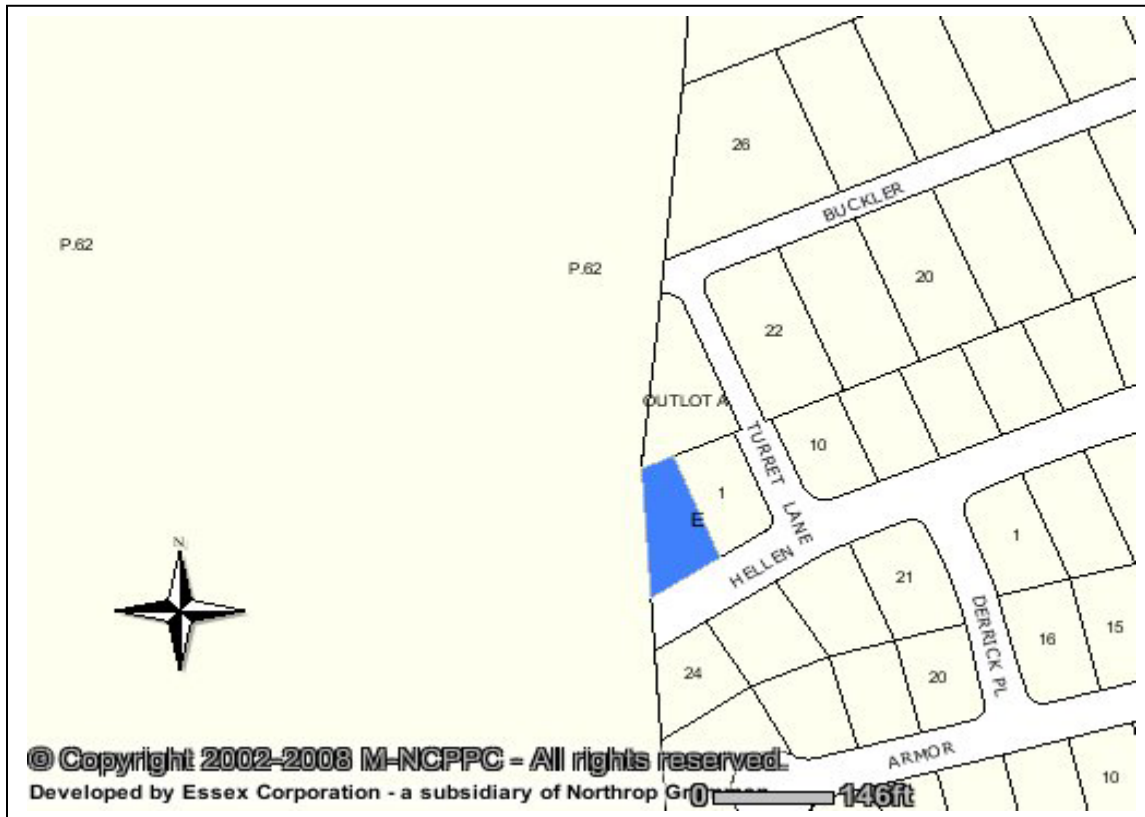 26
BUCKLER
P.62
P.62
20
22
OUTLOT A
TURRET LANE
10
1
E
HELLEN
1
21
DERRICK PL
16
15
24
20
N
ARMOR
10
© Copyright 2002-2008 M-NCPPC - All rights reserved.
Developed by Essex Corporation - a subsidiary of Northrop
0 146ft